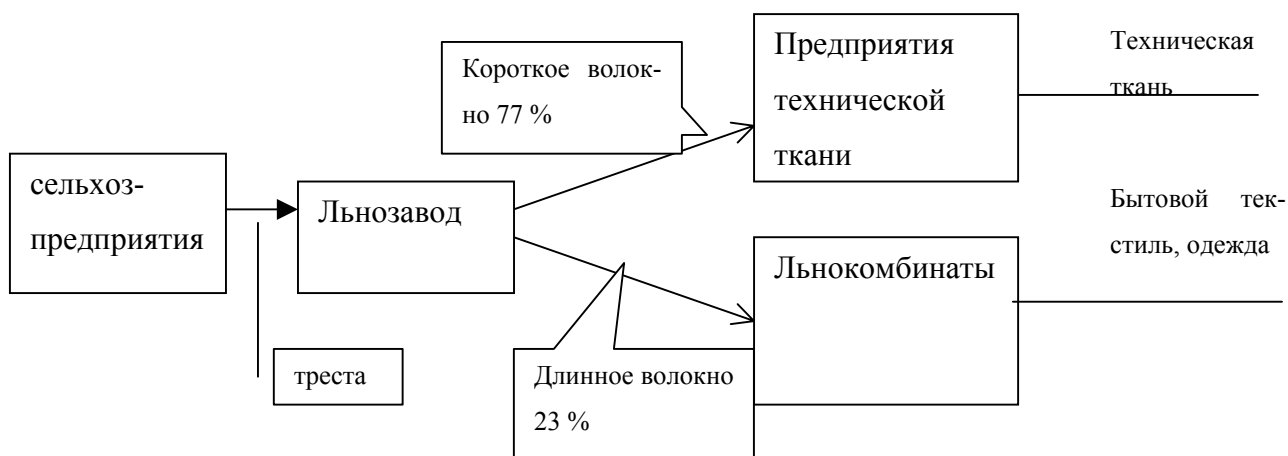 сельхоз-
предприятия
треста
Льнозавод
Короткое волок-
но 77 %
Длинное волокно
23 %
Предприятия
технической
ткани
Льнокомбинаты
Техническая
ткань
Бытовой тек-
стиль, одежда